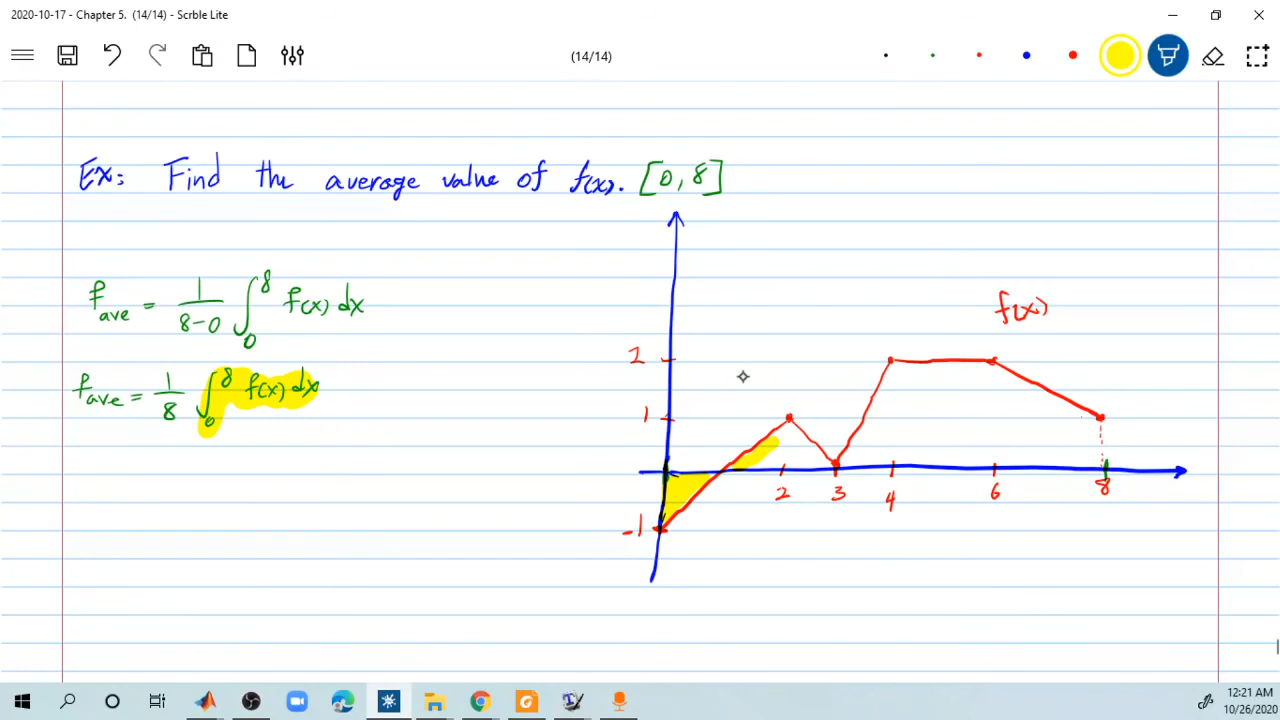 2020-10-17 - Chapter 5. (14/14) - Scrble Lite
(14/14)
Ex: Find the average value of f(x). [0, 8]
f_ave = 1/(8-0) ∫_0^8 f(x) dx
f_ave = 1/8 ∫_0^8 f(x) dx
f(x)
2
1
2 3 4 6 8
-1
12:21 AM
10/26/2020